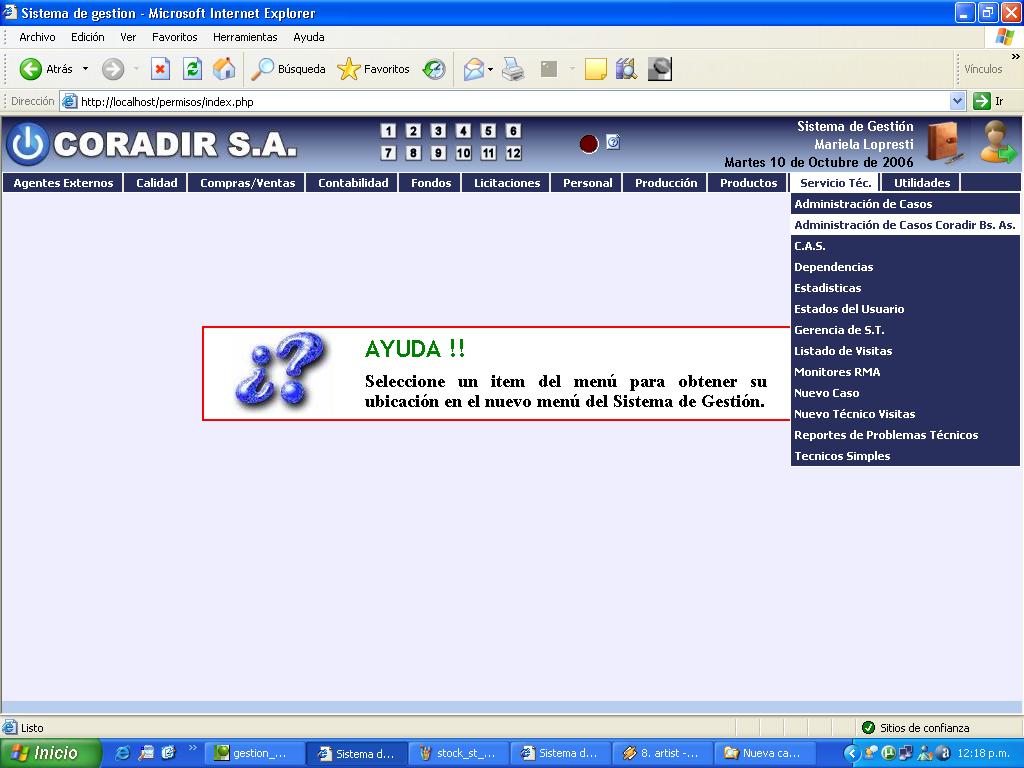 Sistema de gestion - Microsoft Internet Explorer
Archivo Edición Ver Favoritos Herramientas Ayuda
Atrás Búsqueda Favoritos Vínculos »
Dirección http://localhost/permisos/index.php Ir
CORADIR S.A.
1 2 3 4 5 6
7 8 9 10 11 12
Sistema de Gestión
Mariela Lopresti
Martes 10 de Octubre de 2006
Agentes Externos Calidad Compras/Ventas Contabilidad Fondos Licitaciones Personal Producción Productos Servicio Téc. Utilidades
Administración de Casos
Administración de Casos Coradir Bs. As.
C.A.S.
Dependencias
Estadisticas
Estados del Usuario
Gerencia de S.T.
Listado de Visitas
Monitores RMA
Nuevo Caso
Nuevo Técnico Visitas
Reportes de Problemas Técnicos
Tecnicos Simples
¿?
AYUDA !!
Seleccione un item del menú para obtener su
ubicación en el nuevo menú del Sistema de Gestión.
Listo Sitios de confianza
Inicio » gestion_... Sistema d... stock_st_... Sistema d... 8. artist -... Nueva ca... 12:18 p.m.